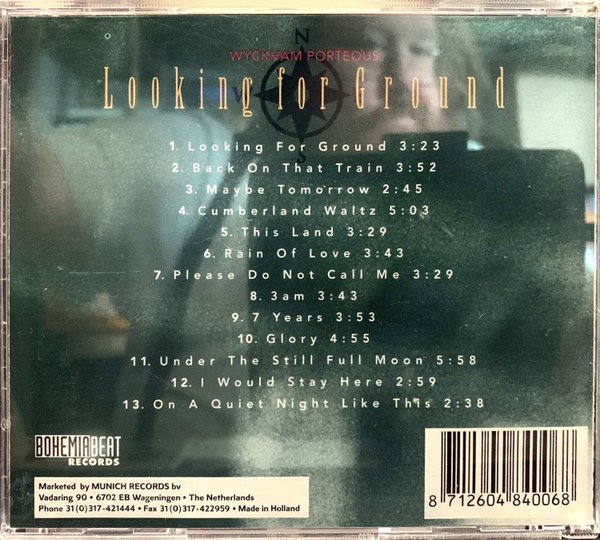 N
WYCKHAM PORTEOUS
Looking for Ground
S
1. Looking For Ground 3:23
2. Back On That Train 3:52
3. Maybe Tomorrow 2:45
4. Cumberland Waltz 5:03
5. This Land 3:29
6. Rain Of Love 3:43
7. Please Do Not Call Me 3:29
8. 3am 3:43
9. 7 Years 3:53
10. Glory 4:55
11. Under The Still Full Moon 5:58
12. I Would Stay Here 2:59
13. On A Quiet Night Like This 2:38
BOHEMIABEAT
RECORDS
Marketed by MUNICH RECORDS bv
Vadaring 90 • 6702 EB Wageningen • The Netherlands
Phone 31(0)317-421444 • Fax 31(0)317-422959 • Made in Holland
8 712604 840068